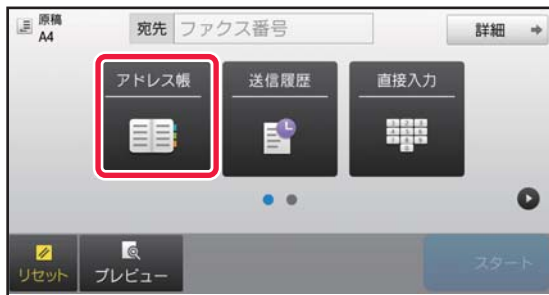 原稿
A4
宛先 ファクス番号
詳細
アドレス帳 送信履歴 直接入力
リセット プレビュー スタート